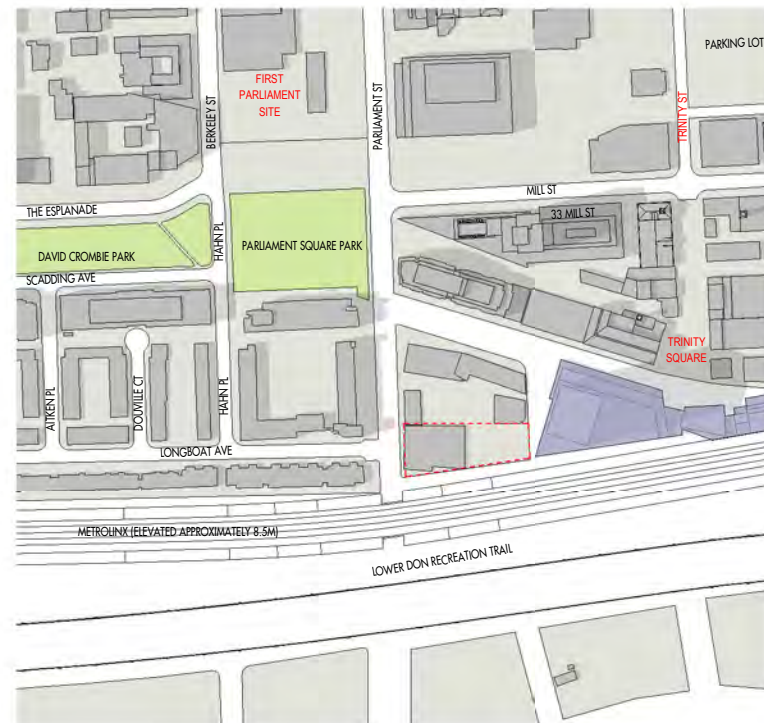 PARKING LOT
FIRST
PARLIAMENT
SITE
BERKELEY ST
PARLIAMENT ST
TRINITY ST
MILL ST
THE ESPLANADE
33 MILL ST
HAHN PL
PARLIAMENT SQUARE PARK
DAVID CROMBIE PARK
SCADDING AVE
TRINITY
SQUARE
AITKEN PL
DOUVILLE CT
HAHN PL
LONGBOAT AVE
METROLINX (ELEVATED APPROXIMATELY 8.5M)
LOWER DON RECREATION TRAIL